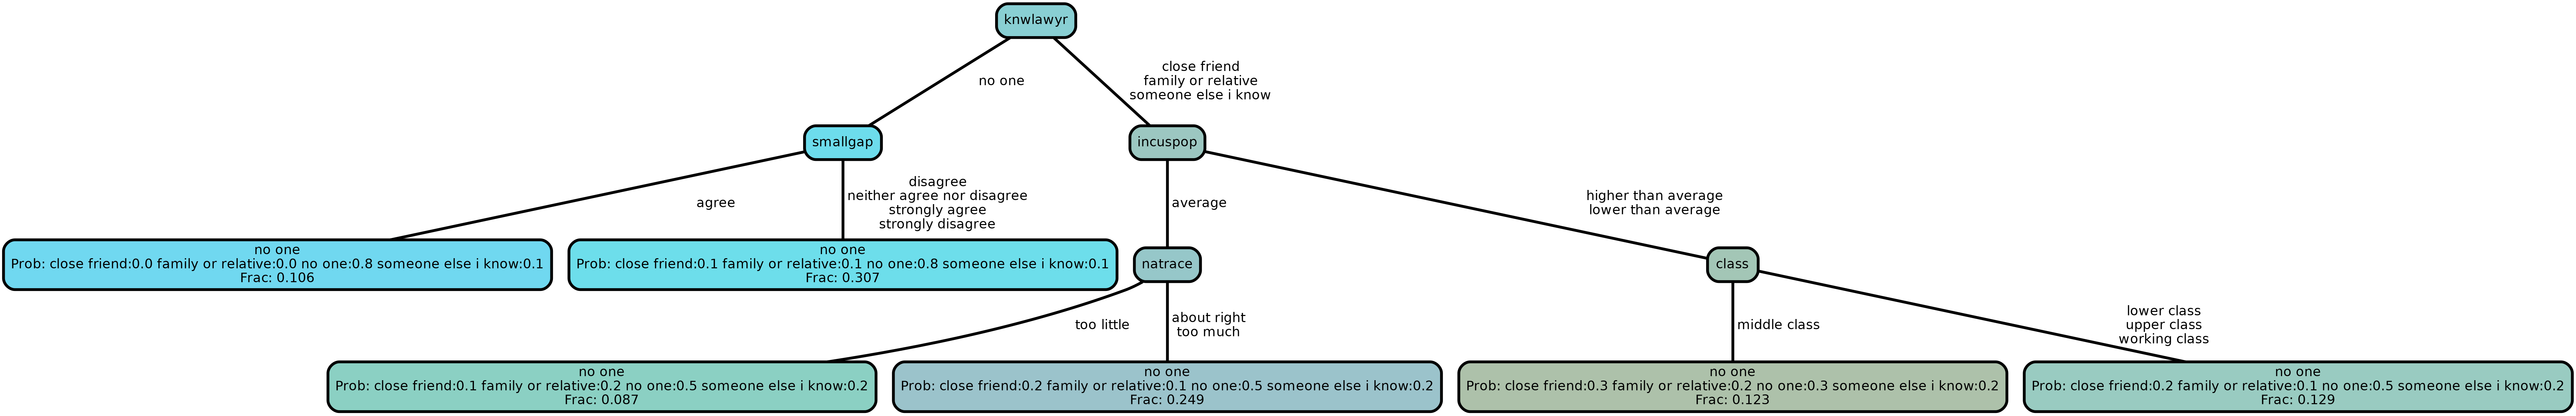 knwlawyr
no one
close friend
family or relative
someone else i know
smallgap
incuspop
agree
disagree
neither agree nor disagree
strongly agree
strongly disagree
average
higher than average
lower than average
no one
Prob: close friend:0.0 family or relative:0.0 no one:0.8 someone else i know:0.1
Frac: 0.106
no one
Prob: close friend:0.1 family or relative:0.1 no one:0.8 someone else i know:0.1
Frac: 0.307
natrace
class
too little
about right
too much
middle class
lower class
upper class
working class
no one
Prob: close friend:0.1 family or relative:0.2 no one:0.5 someone else i know:0.2
Frac: 0.087
no one
Prob: close friend:0.2 family or relative:0.1 no one:0.5 someone else i know:0.2
Frac: 0.249
no one
Prob: close friend:0.3 family or relative:0.2 no one:0.3 someone else i know:0.2
Frac: 0.123
no one
Prob: close friend:0.2 family or relative:0.1 no one:0.5 someone else i know:0.2
Frac: 0.129